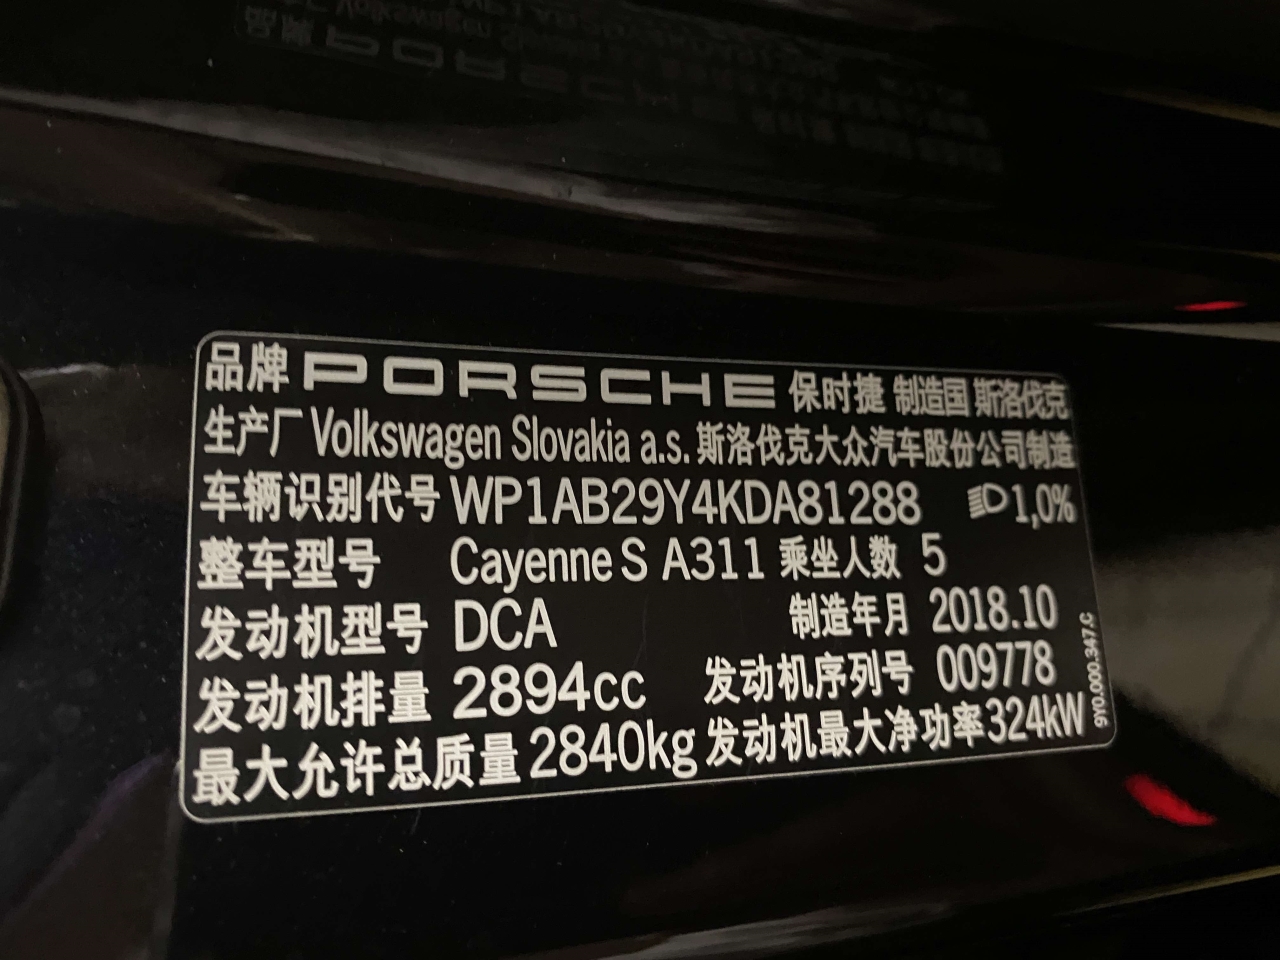 品牌 PORSCHE 保时捷 制造国 斯洛伐克
生产厂 Volkswagen Slovakia a.s. 斯洛伐克大众汽车股份公司制造
车辆识别代号 WP1AB29Y4KDA81288 1,0%
整车型号 Cayenne S A311 乘坐人数 5
发动机型号 DCA 制造年月 2018.10
发动机排量 2894cc 发动机序列号 009778
最大允许总质量 2840kg 发动机最大净功率 324kW
9Y0.000.347.C